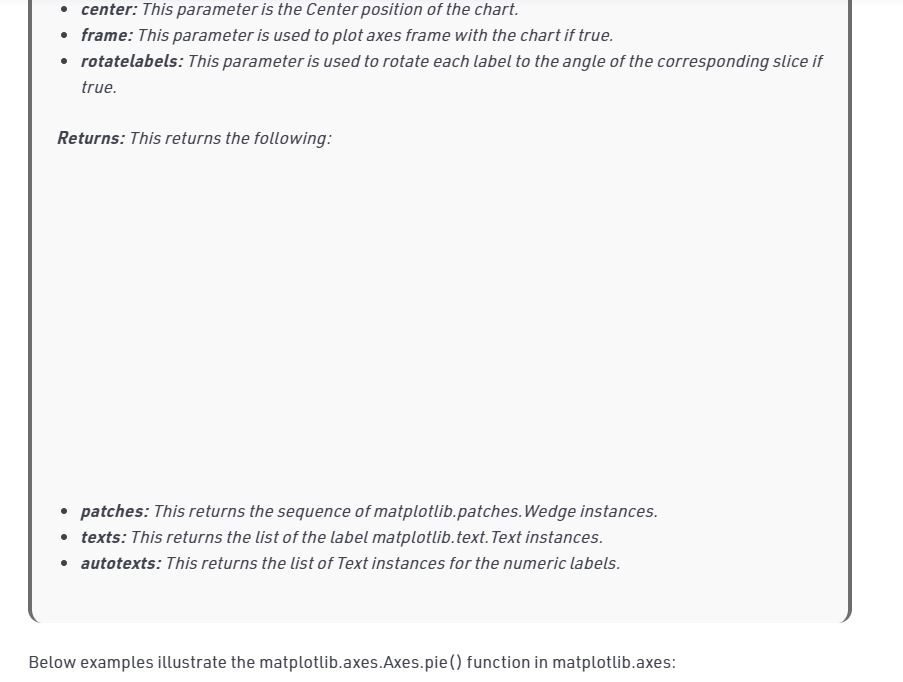 center: This parameter is the Center position of the chart.
frame: This parameter is used to plot axes frame with the chart if true.
rotatelabels: This parameter is used to rotate each label to the angle of the corresponding slice if
true.
Returns: This returns the following:
patches: This returns the sequence of matplotlib.patches.Wedge instances.
texts: This returns the list of the label matplotlib.text.Text instances.
autotexts: This returns the list of Text instances for the numeric labels.
Below examples illustrate the matplotlib.axes.Axes.pie() function in matplotlib.axes: